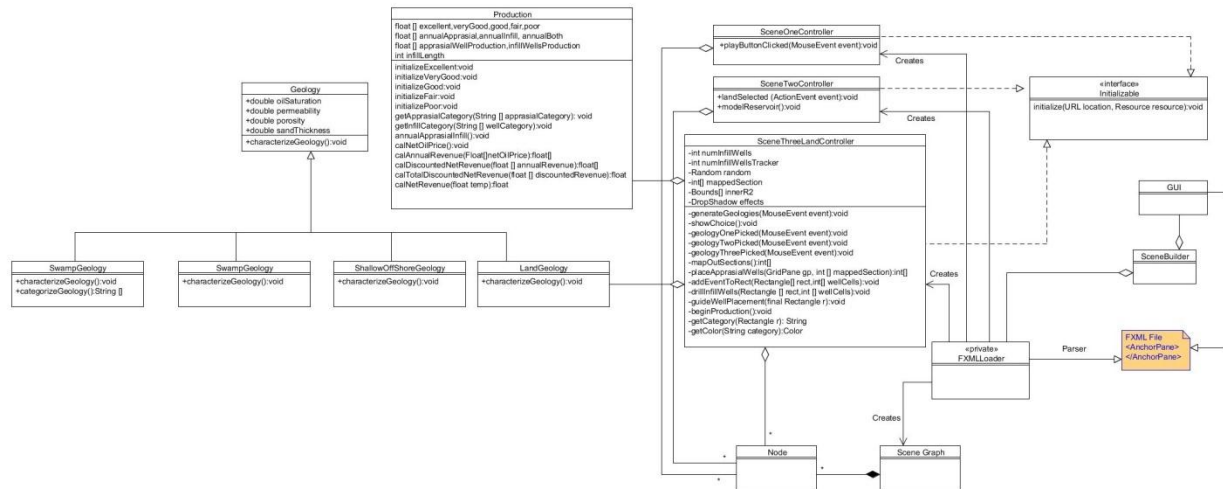 Production
float [] excellent,veryGood,good,fair,poor
float [] annualApprasial,annualInfill, annualBoth
float [] apprasialWellProduction,infillWellsProduction
int infillLength
initializeExcellent:void
initializeVeryGood:void
initializeGood:void
initializeFair:void
initializePoor:void
getApprasialCategory(String [] apprasialCategory): void
getInfillCategory(String [] wellCategory):void
annualApprasialInfill():void
calNetOilPrice():void
calAnnualRevenue(Float[]netOilPrice):float[]
calDiscountedNetRevenue(float [] annualRevenue):float[]
calTotalDiscountedNetRevenue(float [] discountedRevenue):float
calNetRevenue(float temp):float
Geology
+double oilSaturation
+double permeability
+double porosity
+double sandThickness
+characterizeGeology():void
SwampGeology
+characterizeGeology():void
+categorizeGeology():String []
SwampGeology
+characterizeGeology():void
ShallowOffShoreGeology
+characterizeGeology():void
LandGeology
+characterizeGeology():void
SceneOneController
+playButtonClicked(MouseEvent event):void
SceneTwoController
+landSelected (ActionEvent event):void
+modelReservoir():void
SceneThreeLandController
-int numInfillWells
-int numInfillWellsTracker
-Random random
-int[] mappedSection
-Bounds[] innerR2
-DropShadow effects
-generateGeologies(MouseEvent event):void
-showChoice():void
-geologyOnePicked(MouseEvent event):void
-geologyTwoPicked(MouseEvent event):void
-geologyThreePicked(MouseEvent event):void
-mapOutSections():int[]
-placeApprasialWells(GridPane gp, int [] mappedSection):int[]
-addEventToRect(Rectangle[] rect,int[] wellCells):void
-drillInfillWells(Rectangle [] rect,int [] wellCells):void
-guideWellPlacement(final Rectangle r):void
-beginProduction():void
-getCategory(Rectangle r): String
-getColor(String category):Color
Creates
Creates
Creates
«interface»
Initializable
initialize(URL location, Resource resource):void
GUI
SceneBuilder
«private»
FXMLLoader
Parser
FXML File
<AnchorPane>
</AnchorPane>
Creates
Node
Scene Graph
*
*
*
*